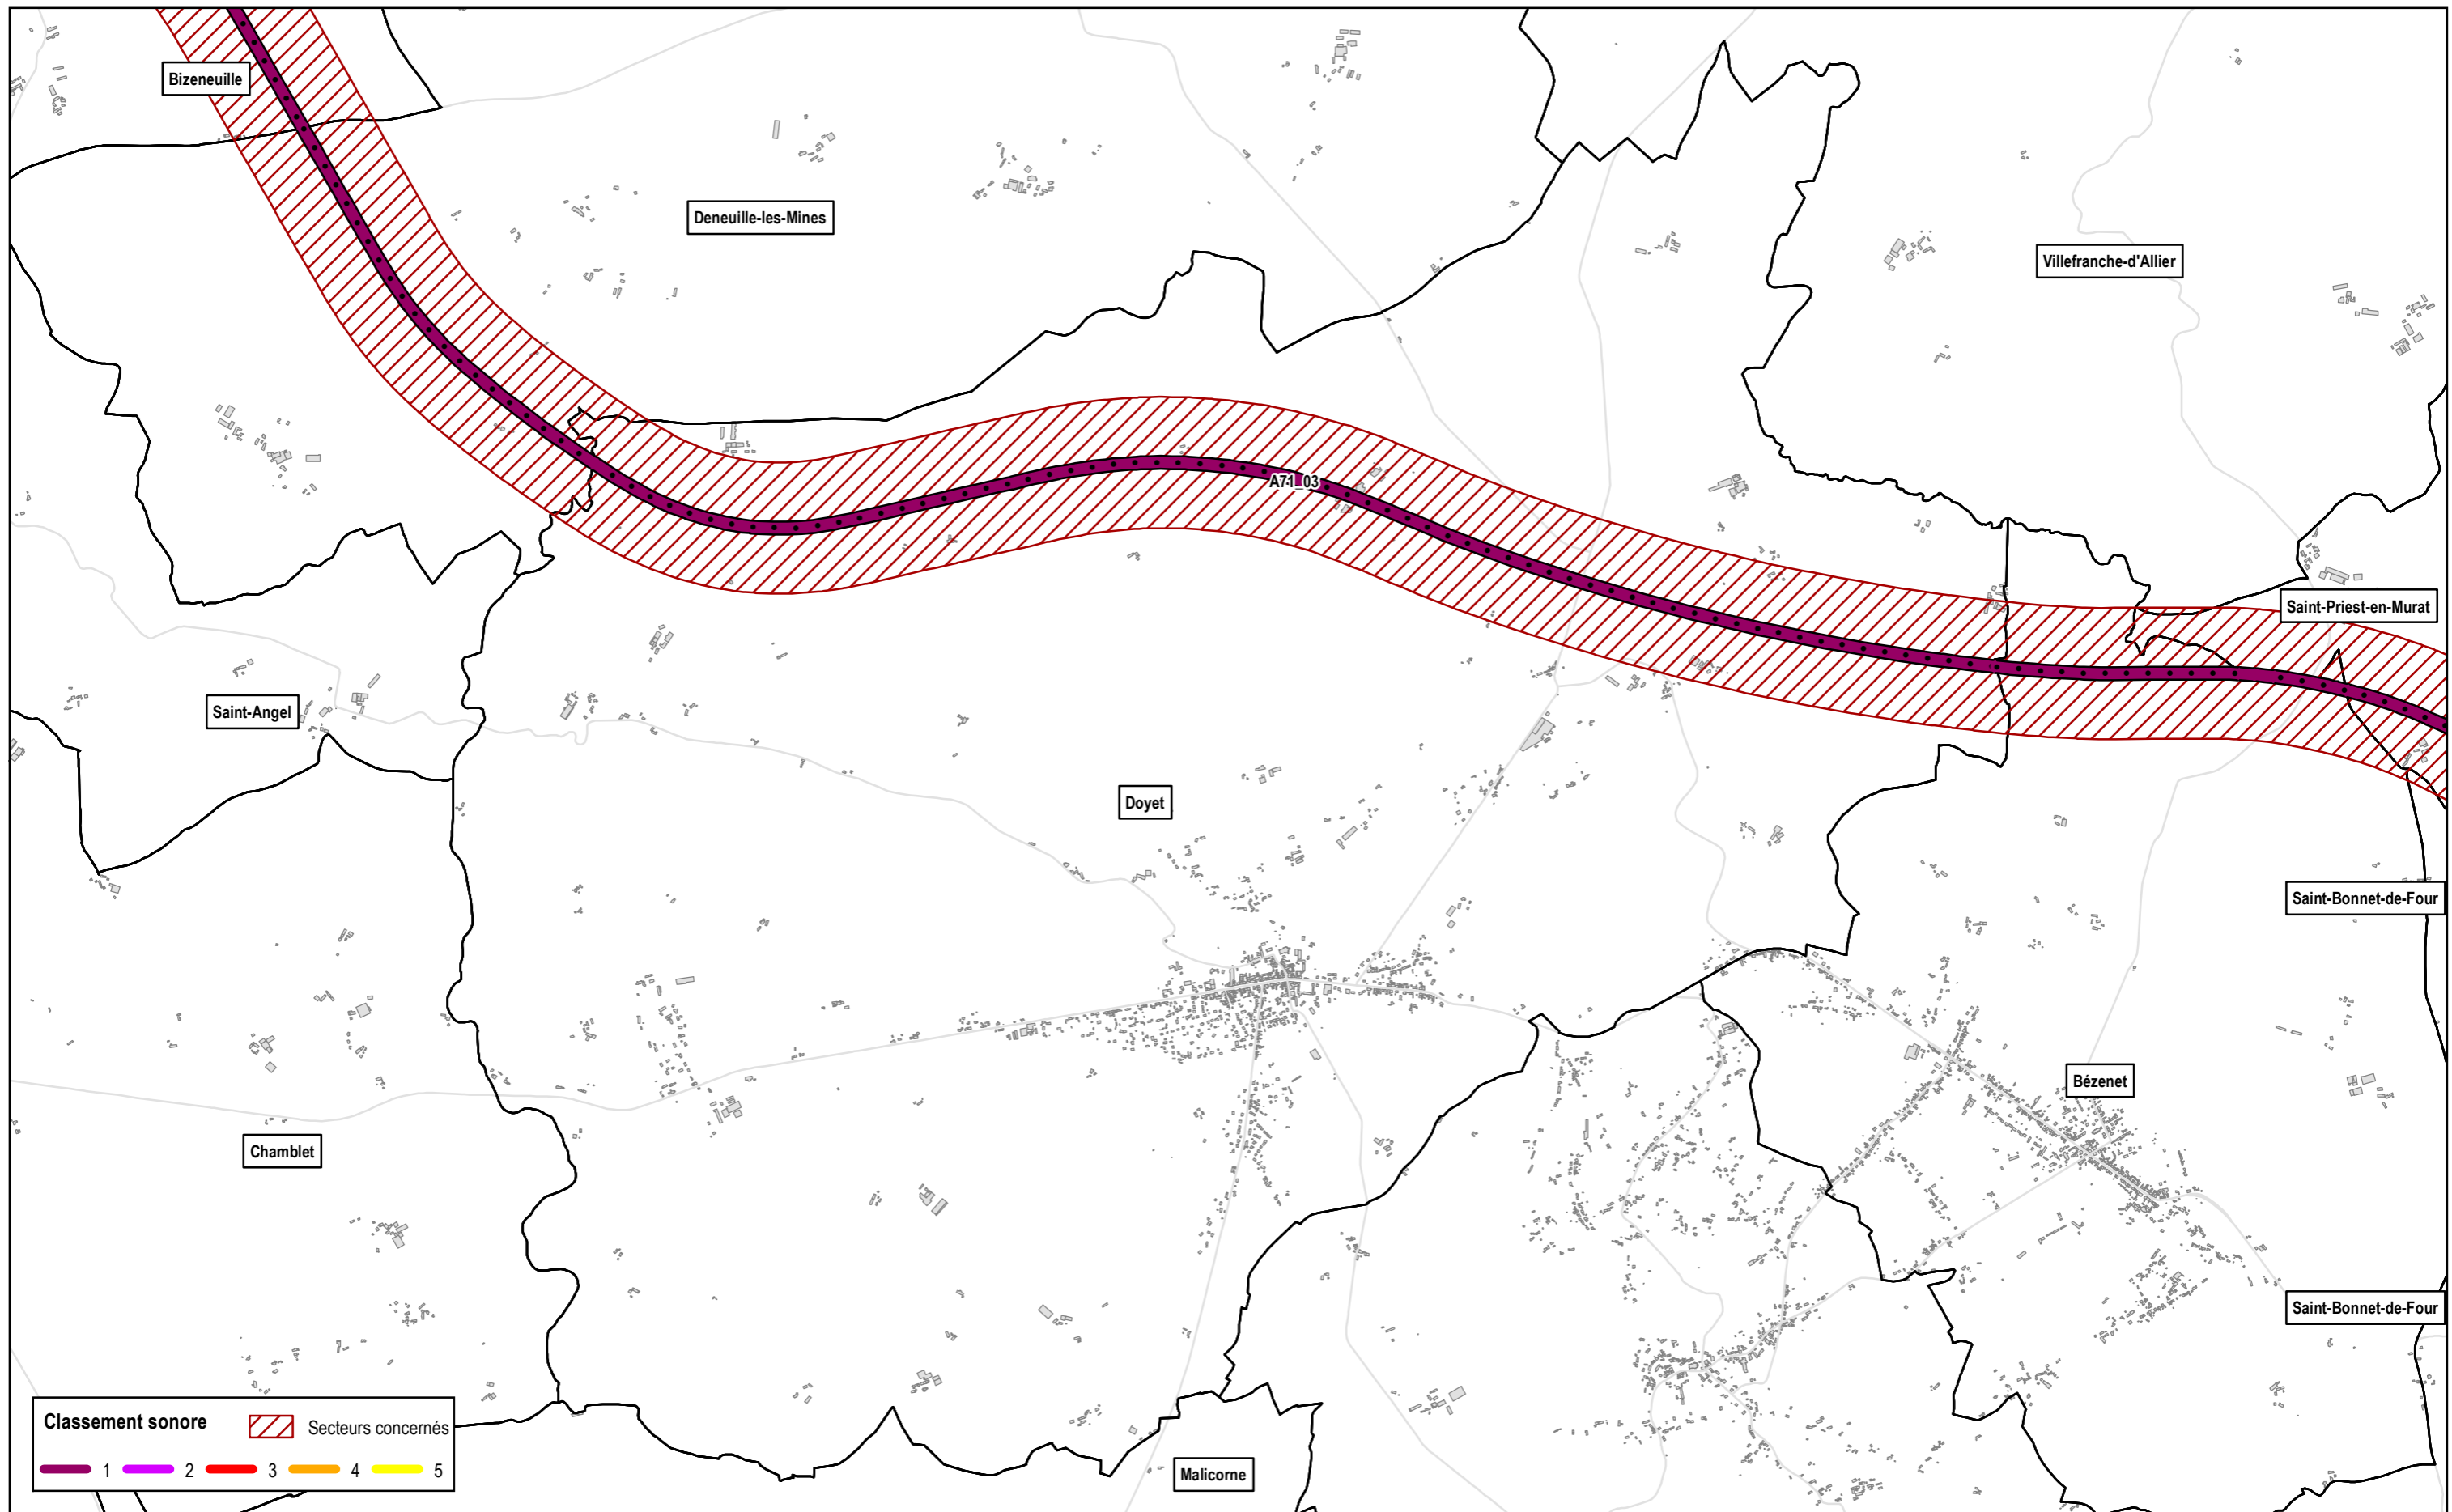 Bizeneuille
Deneuille-les-Mines
Villefranche-d'Allier
A71_03
Saint-Priest-en-Murat
Saint-Angel
Doyet
Saint-Bonnet-de-Four
Bézenet
Chamblet
Saint-Bonnet-de-Four
Malicorne
Classement sonore
Secteurs concernés
1 2 3 4 5